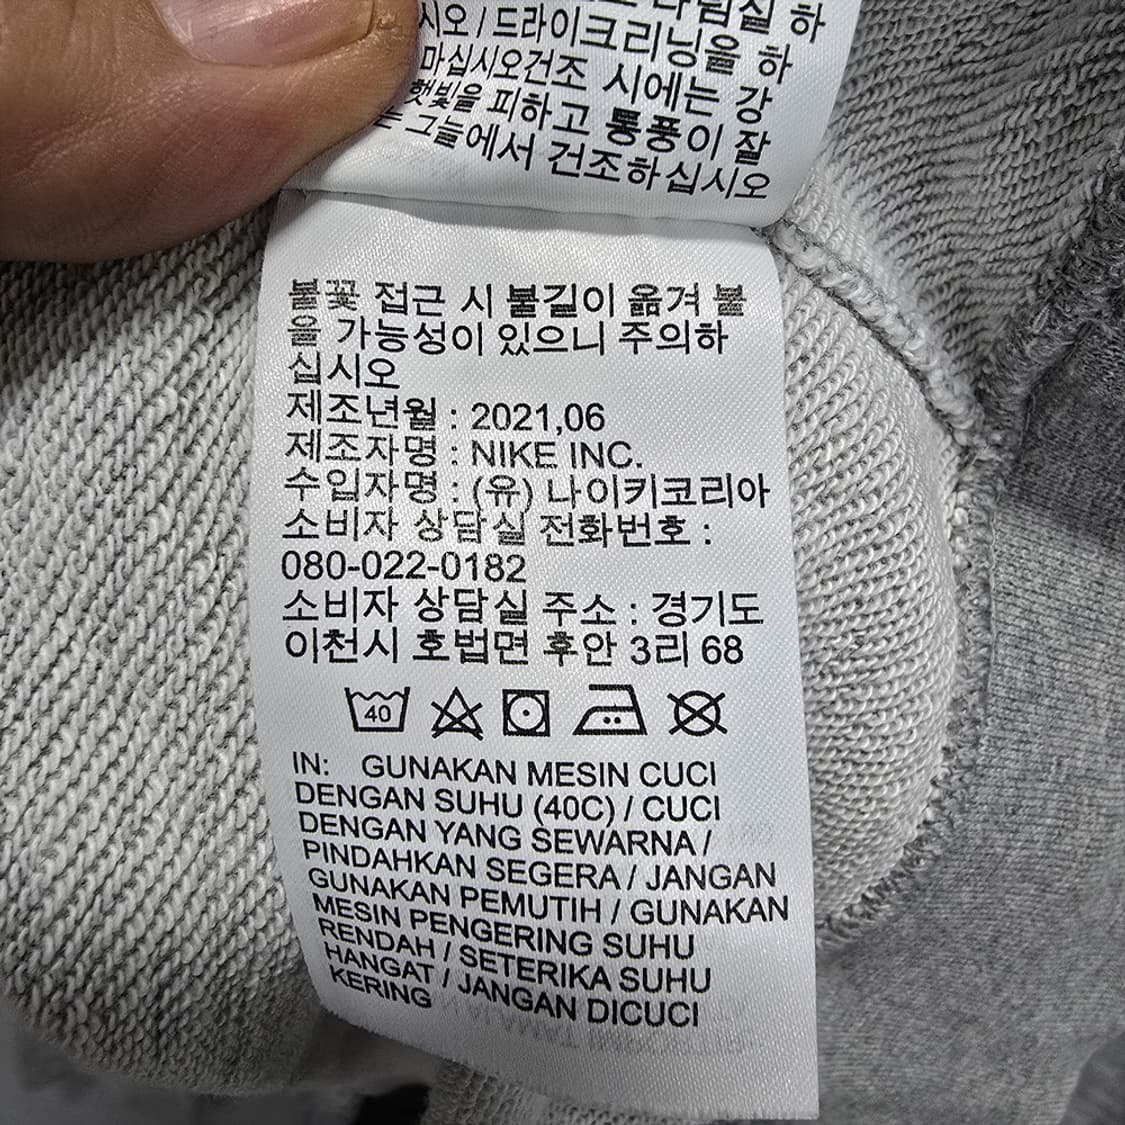 다림질 하
시오 / 드라이크리닝을 하
마십시오건조 시에는 강
햇빛을 피하고 통풍이 잘
는 그늘에서 건조하십시오
불꽃 접근 시 불길이 옮겨 붙
을 가능성이 있으니 주의하
십시오
제조년월 : 2021,06
제조자명 : NIKE INC.
수입자명 : (유) 나이키코리아
소비자 상담실 전화번호 :
080-022-0182
소비자 상담실 주소 : 경기도
이천시 호법면 후안 3리 68
40
IN: GUNAKAN MESIN CUCI
DENGAN SUHU (40C) / CUCI
DENGAN YANG SEWARNA /
PINDAHKAN SEGERA / JANGAN
GUNAKAN PEMUTIH / GUNAKAN
MESIN PENGERING SUHU
RENDAH / SETERIKA SUHU
HANGAT / JANGAN DICUCI
KERING